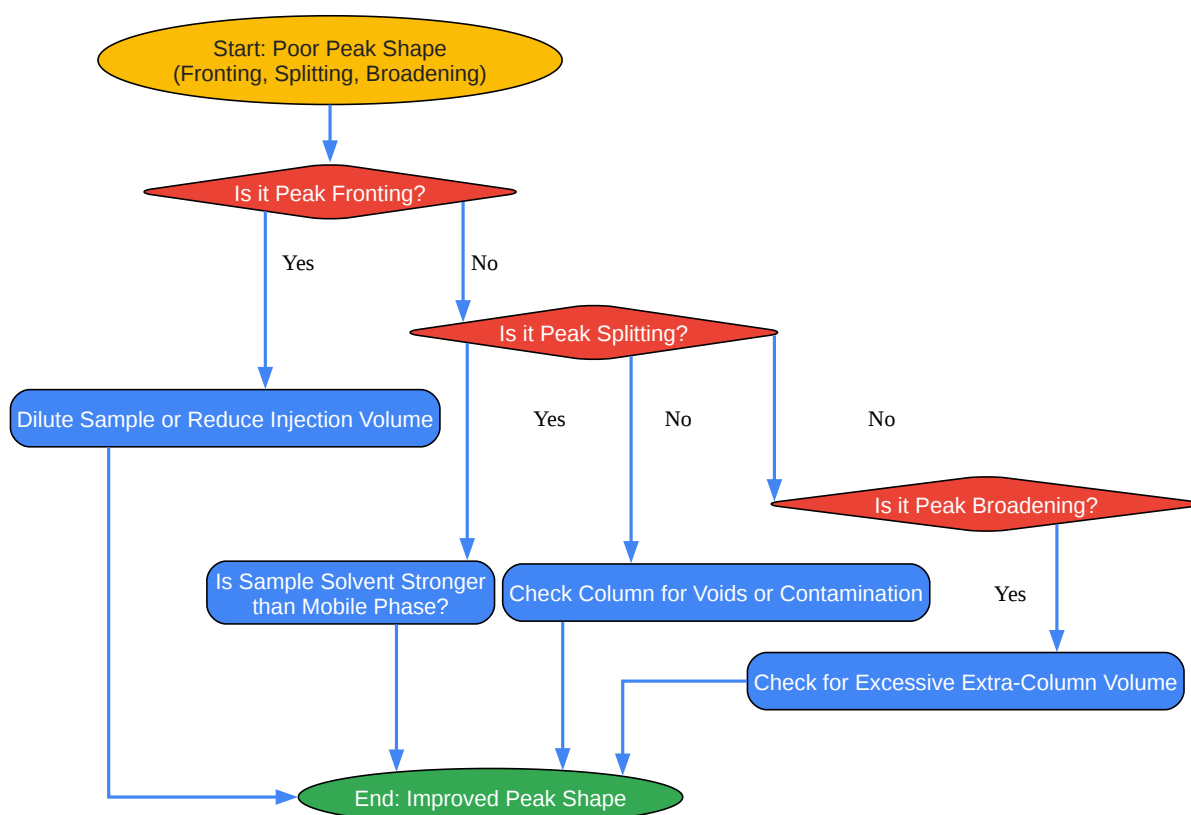 Start: Poor Peak Shape
(Fronting, Splitting, Broadening)
Is it Peak Fronting?
Yes
No
Is it Peak Splitting?
Dilute Sample or Reduce Injection Volume
Yes
No
No
Is it Peak Broadening?
Is Sample Solvent Stronger
than Mobile Phase?
Check Column for Voids or Contamination
Yes
Check for Excessive Extra-Column Volume
End: Improved Peak Shape